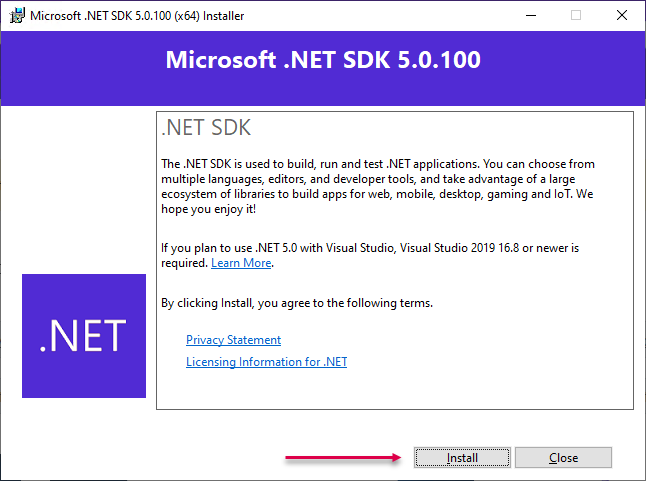 Microsoft .NET SDK 5.0.100 (x64) Installer
Microsoft .NET SDK 5.0.100
.NET SDK
The .NET SDK is used to build, run and test .NET applications. You can choose from
multiple languages, editors, and developer tools, and take advantage of a large
ecosystem of libraries to build apps for web, mobile, desktop, gaming and IoT. We
hope you enjoy it!
If you plan to use .NET 5.0 with Visual Studio, Visual Studio 2019 16.8 or newer is
required. Learn More.
By clicking Install, you agree to the following terms.
.NET
Privacy Statement
Licensing Information for .NET
Install
Close